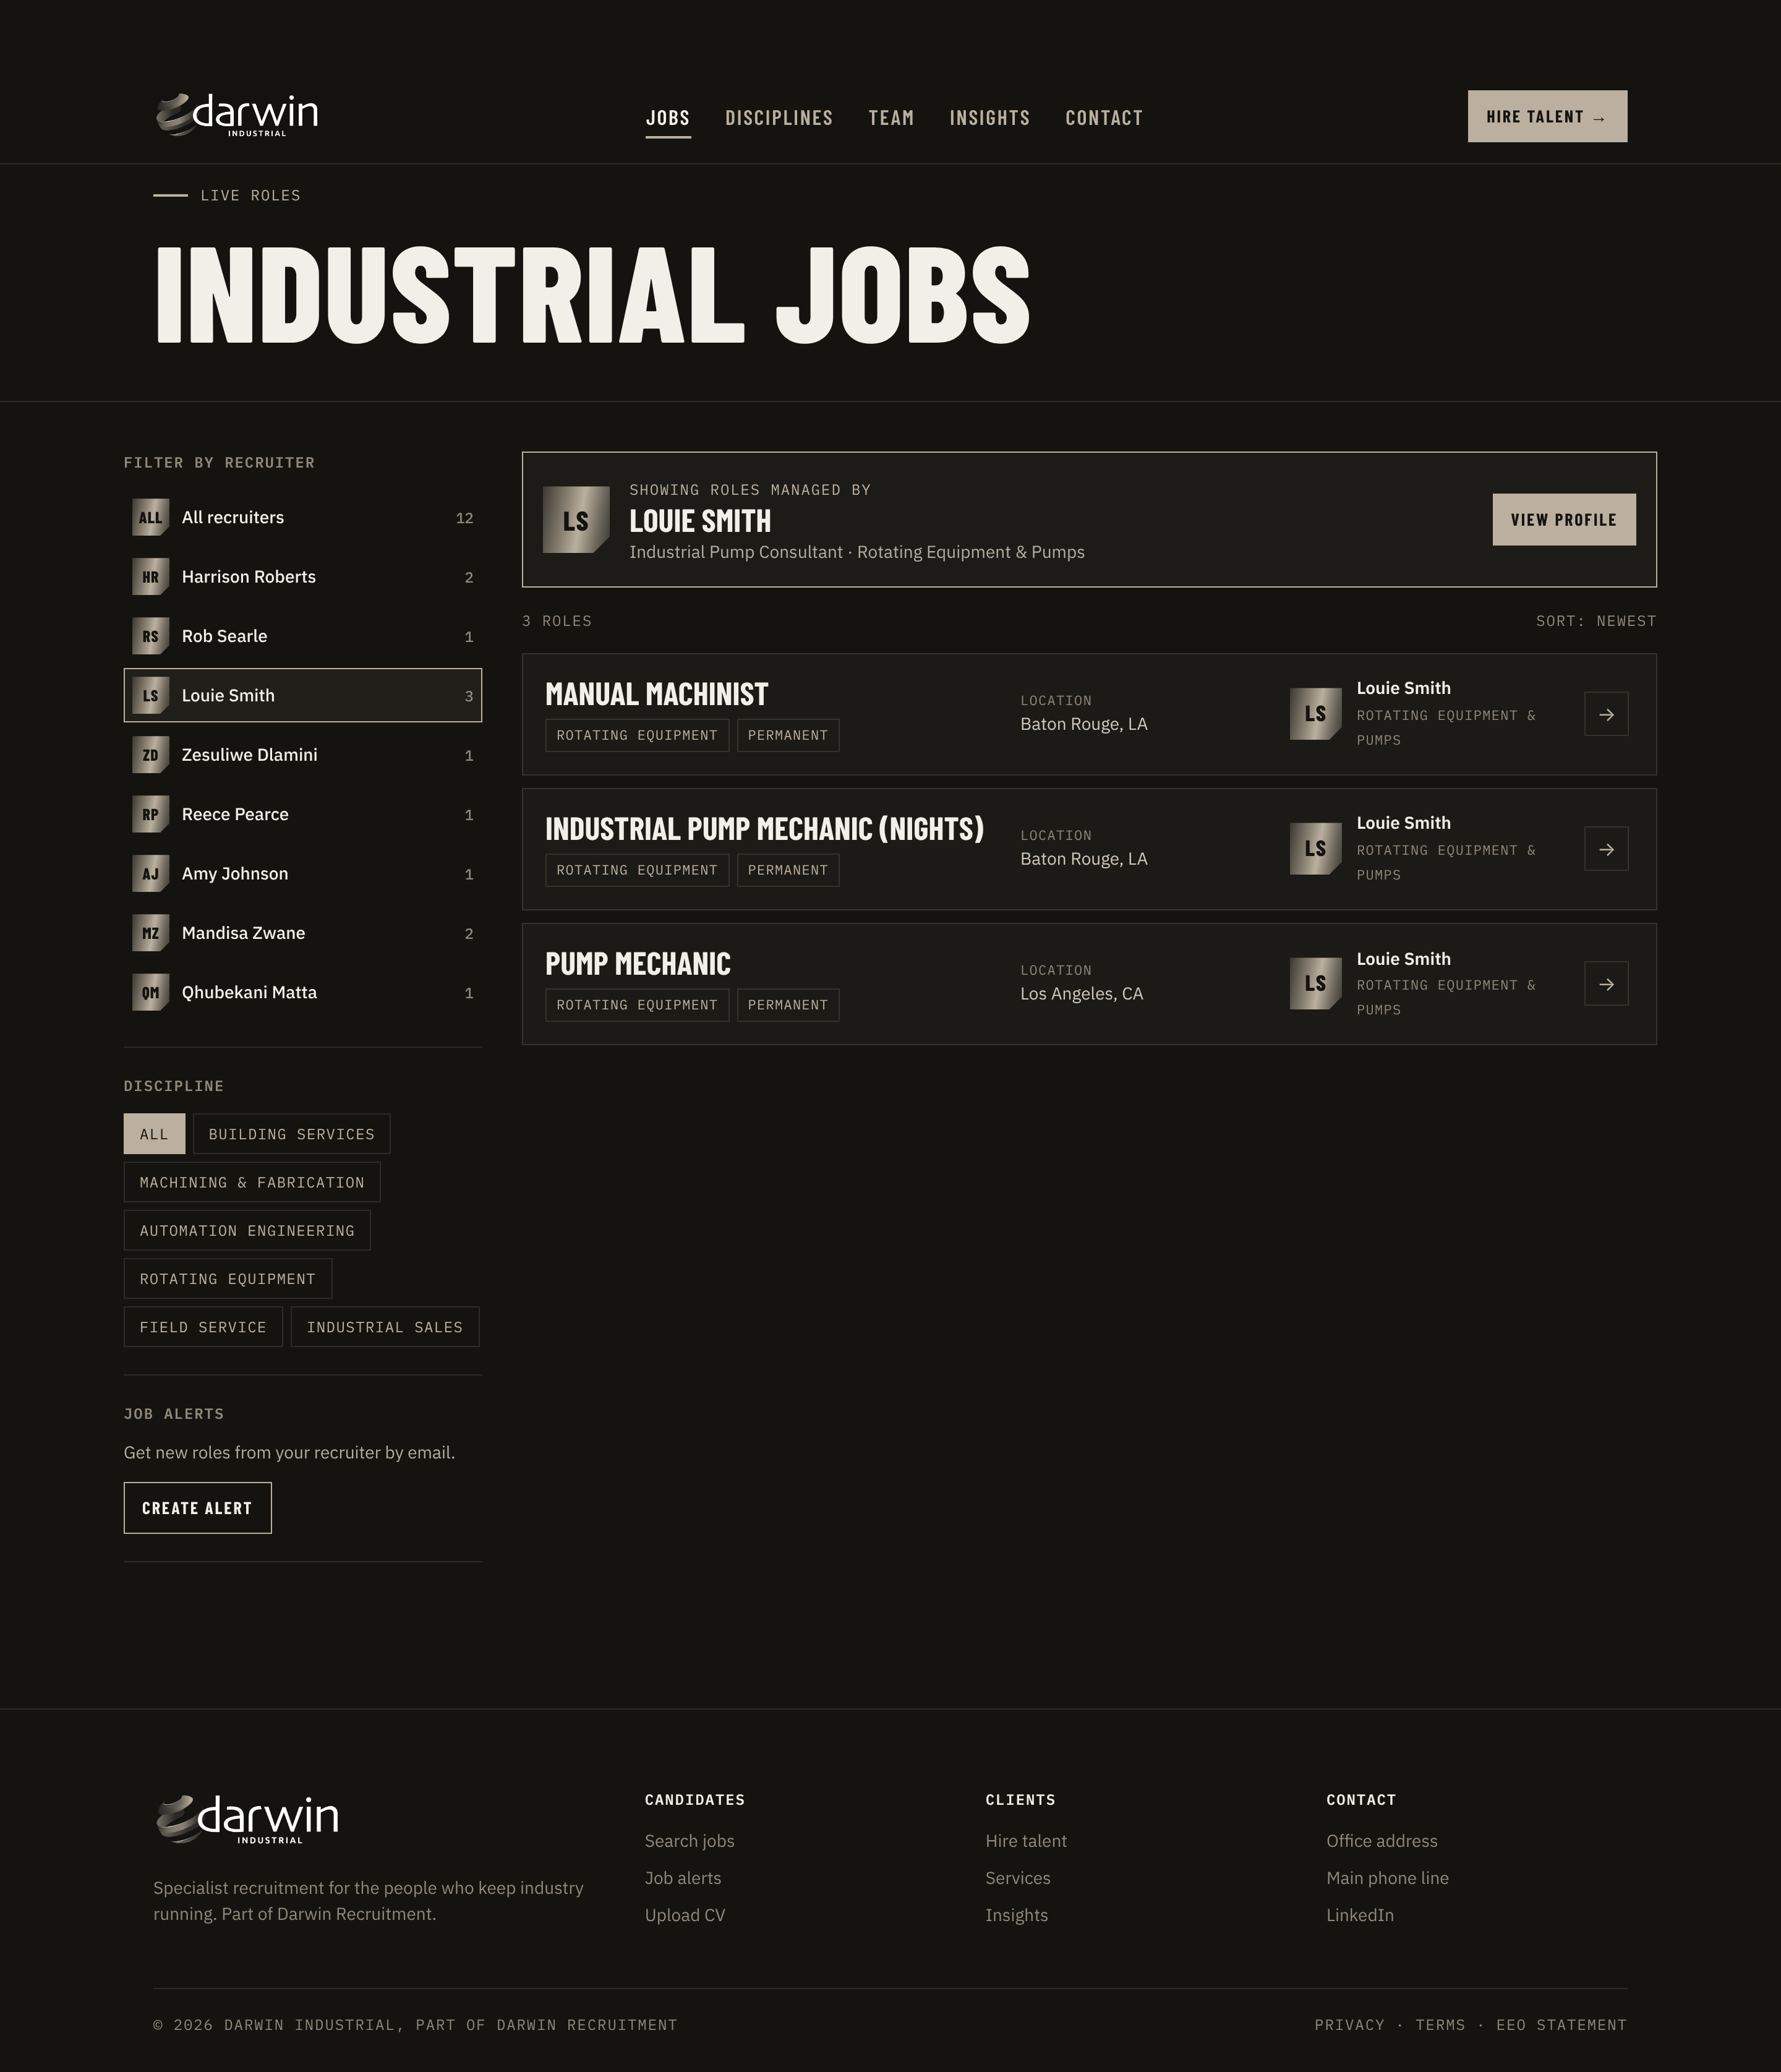 darwin
INDUSTRIAL
JOBS
DISCIPLINES
TEAM
INSIGHTS
CONTACT
HIRE TALENT →
LIVE ROLES
INDUSTRIAL JOBS
FILTER BY RECRUITER
ALL All recruiters 12
HR Harrison Roberts 2
RS Rob Searle 1
LS Louie Smith 3
ZD Zesuliwe Dlamini 1
RP Reece Pearce 1
AJ Amy Johnson 1
MZ Mandisa Zwane 2
QM Qhubekani Matta 1
DISCIPLINE
ALL
BUILDING SERVICES
MACHINING & FABRICATION
AUTOMATION ENGINEERING
ROTATING EQUIPMENT
FIELD SERVICE
INDUSTRIAL SALES
JOB ALERTS
Get new roles from your recruiter by email.
CREATE ALERT
LS
SHOWING ROLES MANAGED BY
LOUIE SMITH
Industrial Pump Consultant · Rotating Equipment & Pumps
VIEW PROFILE
3 ROLES
SORT: NEWEST
MANUAL MACHINIST
ROTATING EQUIPMENT
PERMANENT
LOCATION
Baton Rouge, LA
LS
Louie Smith
ROTATING EQUIPMENT &
PUMPS
→
INDUSTRIAL PUMP MECHANIC (NIGHTS)
ROTATING EQUIPMENT
PERMANENT
LOCATION
Baton Rouge, LA
LS
Louie Smith
ROTATING EQUIPMENT &
PUMPS
→
PUMP MECHANIC
ROTATING EQUIPMENT
PERMANENT
LOCATION
Los Angeles, CA
LS
Louie Smith
ROTATING EQUIPMENT &
PUMPS
→
darwin
INDUSTRIAL
Specialist recruitment for the people who keep industry
running. Part of Darwin Recruitment.
CANDIDATES
Search jobs
Job alerts
Upload CV
CLIENTS
Hire talent
Services
Insights
CONTACT
Office address
Main phone line
LinkedIn
© 2026 DARWIN INDUSTRIAL, PART OF DARWIN RECRUITMENT
PRIVACY · TERMS · EEO STATEMENT